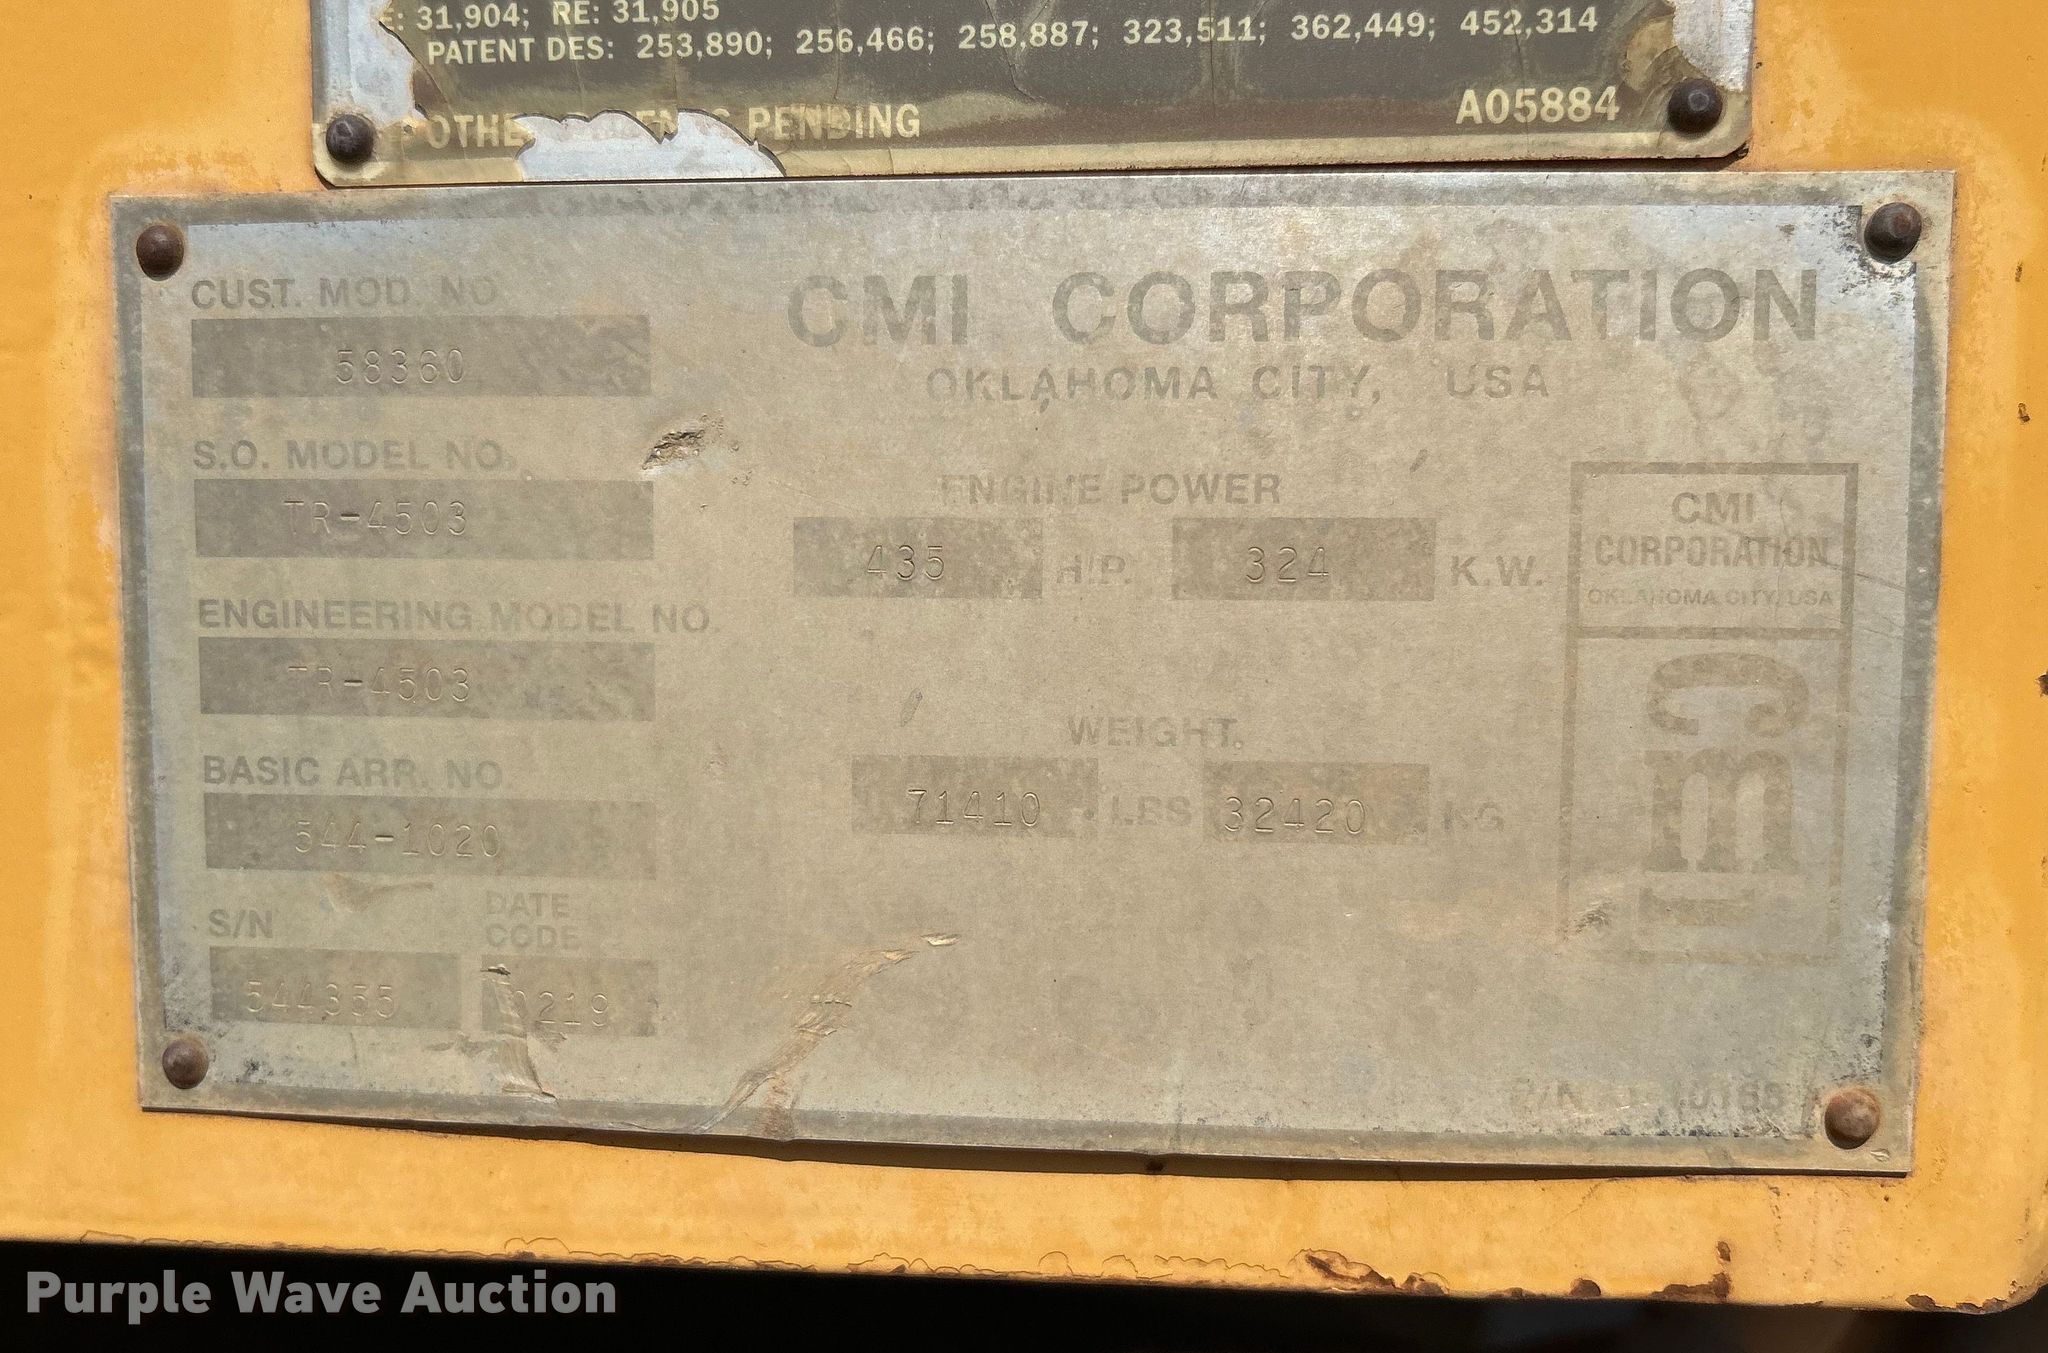 E: 31,904; RE: 31,905
PATENT DES: 253,890; 256,466; 258,887; 323,511; 362,449; 452,314
PENDING
A05884
CUST. MOD. NO
58360
S.O. MODEL NO.
TR-4503
ENGINEERING MODEL NO.
TR-4503
BASIC ARR. NO.
544-1020
S/N
544355
DATE
CODE
0219
CMI CORPORATION
OKLAHOMA CITY, USA
ENGINE POWER
435 H.P. 324 K.W.
WEIGHT.
71410 LBS 32420 KG
CMI
CORPORATION
OKLAHOMA CITY, USA
cmi
P/N
Purple Wave Auction